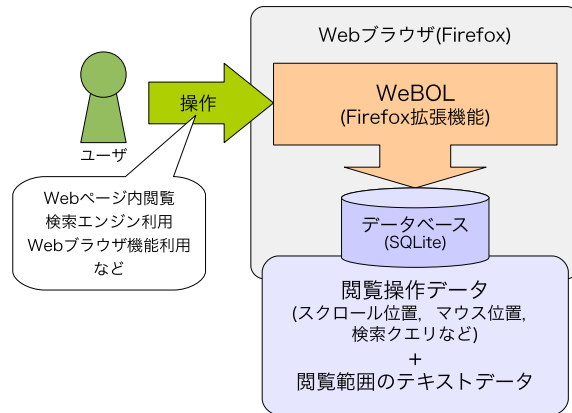 Webブラウザ(Firefox)
WeBOL
(Firefox拡張機能)
操作
ユーザ
Webページ内閲覧
検索エンジン利用
Webブラウザ機能利用
など
データベース
(SQLite)
閲覧操作データ
(スクロール位置，マウス位置，
検索クエリなど)
+
閲覧範囲のテキストデータ